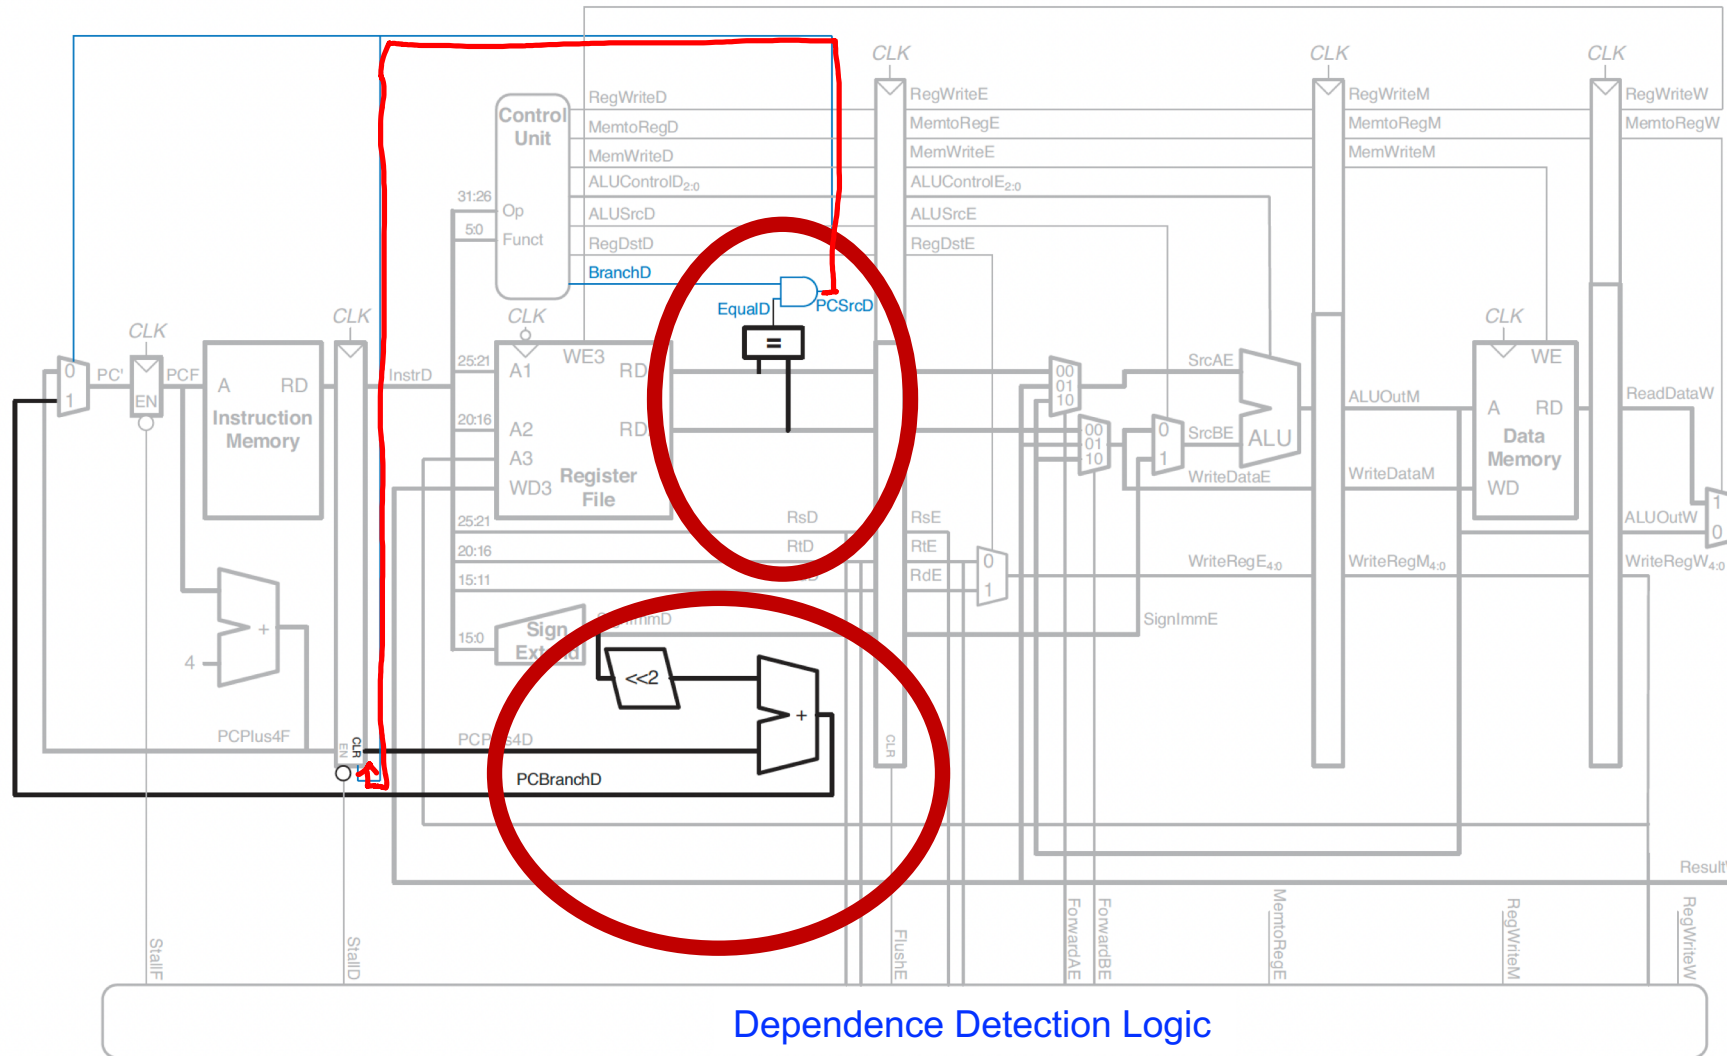 CLK
CLK
CLK
Control
Unit
RegWriteD
MemtoRegD
MemWriteD
ALUControlD2:0
ALUSrcD
RegDstD
BranchD
31:26
Op
5:0
Funct
RegWriteE
MemtoRegE
MemWriteE
ALUControlE2:0
ALUSrcE
RegDstE
RegWriteM
MemtoRegM
MemWriteM
RegWriteW
MemtoRegW
EqualD
PCSrcD
=
CLK
CLK
CLK
CLK
0
1
PC'
EN
PCF
A
RD
Instruction
Memory
InstrD
25:21
A1
WE3
RD
20:16
A2
RD
A3
WD3
Register
File
00
01
10
00
01
10
SrcAE
0
1
SrcBE
ALU
WriteDataE
ALUOutM
WriteDataM
WE
A
RD
Data
Memory
WD
ReadDataW
1
0
ALUOutW
25:21
RsD
RsE
20:16
RtD
RtE
15:11
RdE
0
1
WriteRegE4:0
WriteRegM4:0
WriteRegW4:0
15:0
Sign
SignImmE
+
4
<<2
+
PCPlus4F
EN
CLR
CLR
PCBranchD
StallF
StallD
FlushE
ForwardAE
ForwardBE
MemtoRegE
RegWriteM
RegWriteW
Dependence Detection Logic